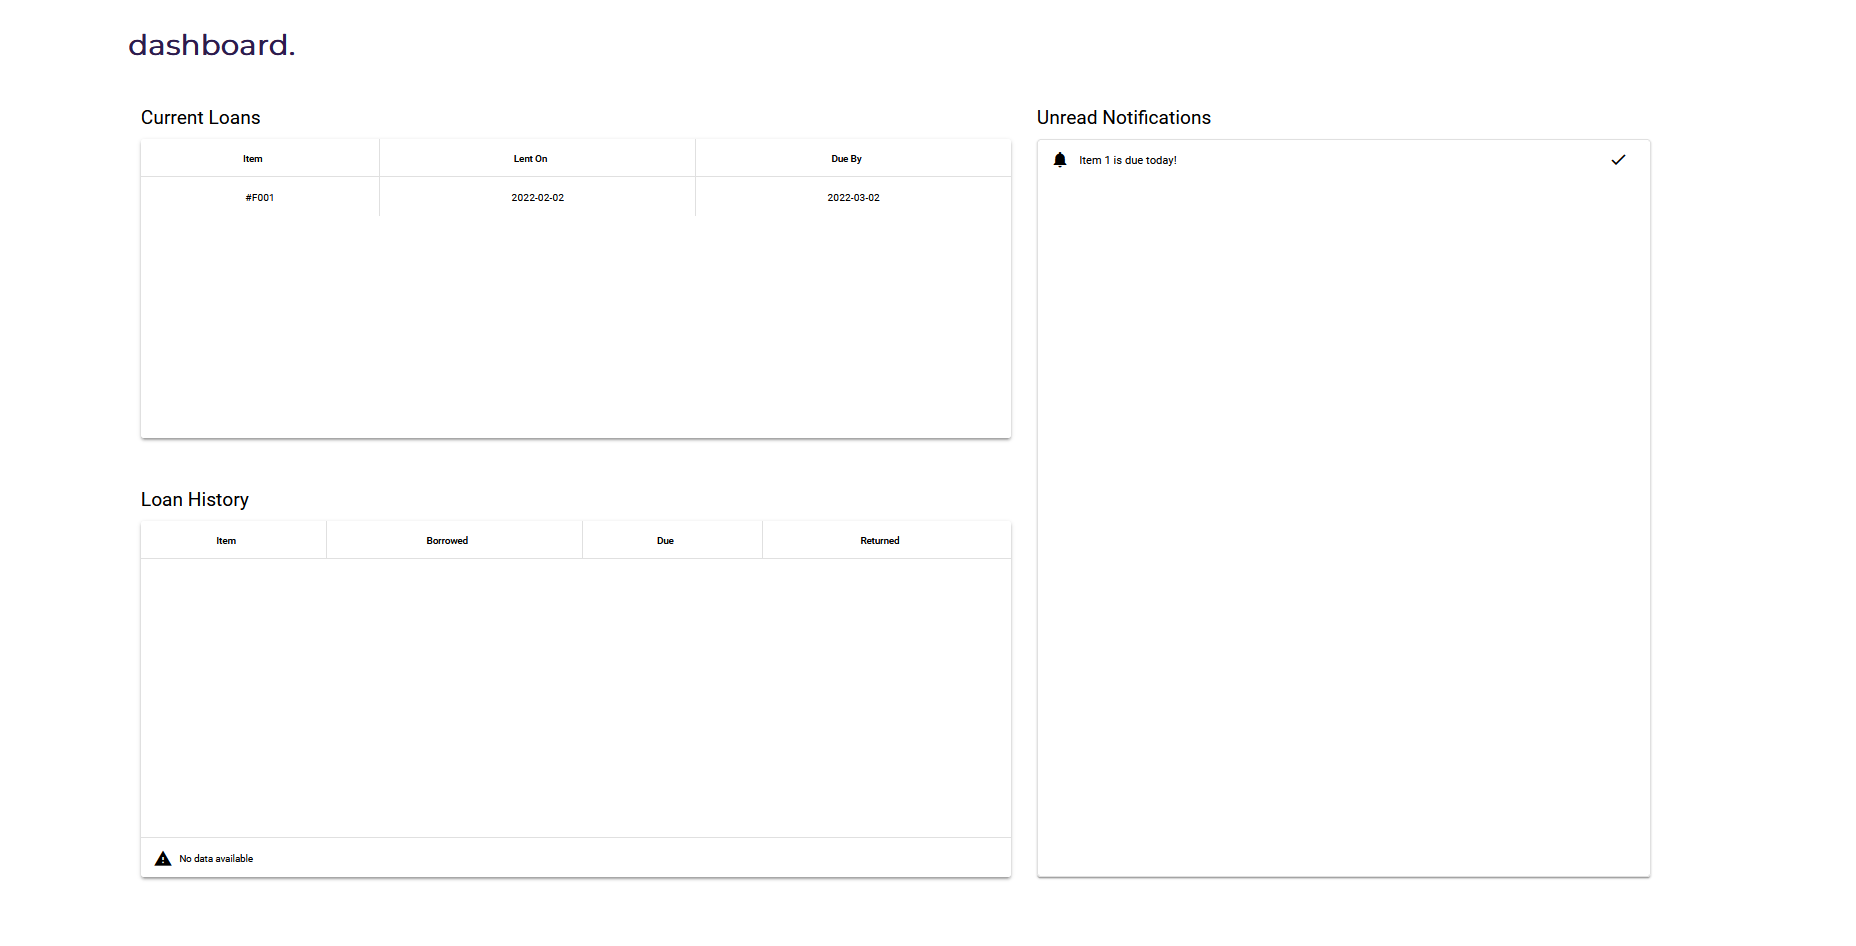 dashboard.
Current Loans
Item Lent On Due By
#F001 2022-02-02 2022-03-02
Loan History
Item Borrowed Due Returned
No data available
Unread Notifications
Item 1 is due today!